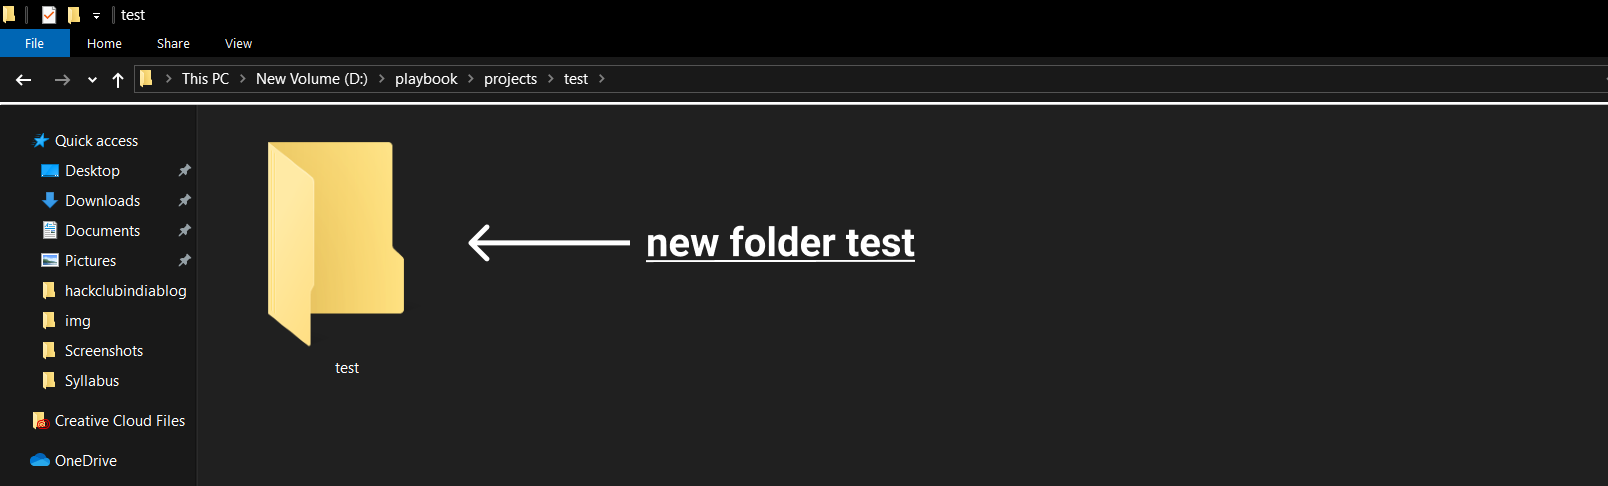 test
File Home Share View
This PC New Volume (D:) playbook projects test
Quick access
Desktop
Downloads
Documents
Pictures
hackclubindiablog
img
Screenshots
Syllabus
Creative Cloud Files
OneDrive
new folder test
test